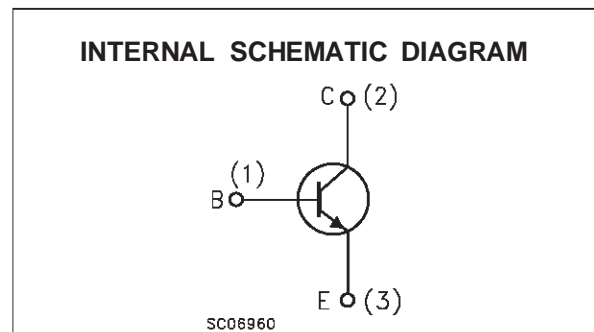 INTERNAL SCHEMATIC DIAGRAM
C (2)
(1)
B
E (3)
SC06960